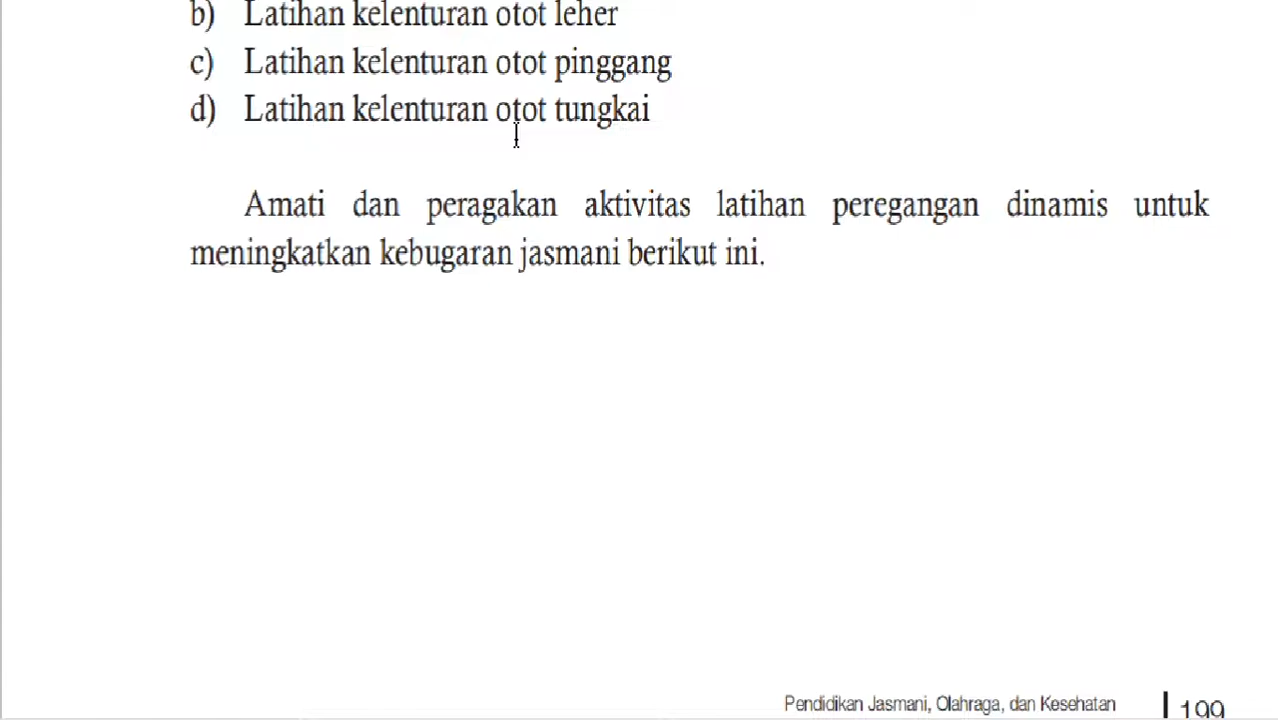 b) Latihan kelenturan otot leher
c) Latihan kelenturan otot pinggang
d) Latihan kelenturan otot tungkai
Amati dan peragakan aktivitas latihan peregangan dinamis untuk
meningkatkan kebugaran jasmani berikut ini.
Pendidikan Jasmani, Olahraga, dan Kesehatan 199